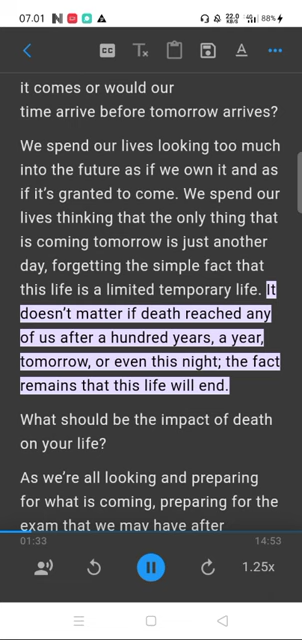 07.01
22.0
KB/S
4G
88%
CC
Tx
A
it comes or would our
time arrive before tomorrow arrives?
We spend our lives looking too much
into the future as if we own it and as
if it's granted to come. We spend our
lives thinking that the only thing that
is coming tomorrow is just another
day, forgetting the simple fact that
this life is a limited temporary life. It
doesn't matter if death reached any
of us after a hundred years, a year,
tomorrow, or even this night; the fact
remains that this life will end.
What should be the impact of death
on your life?
As we're all looking and preparing
for what is coming, preparing for the
exam that we may have after
01:33
14:53
1.25x